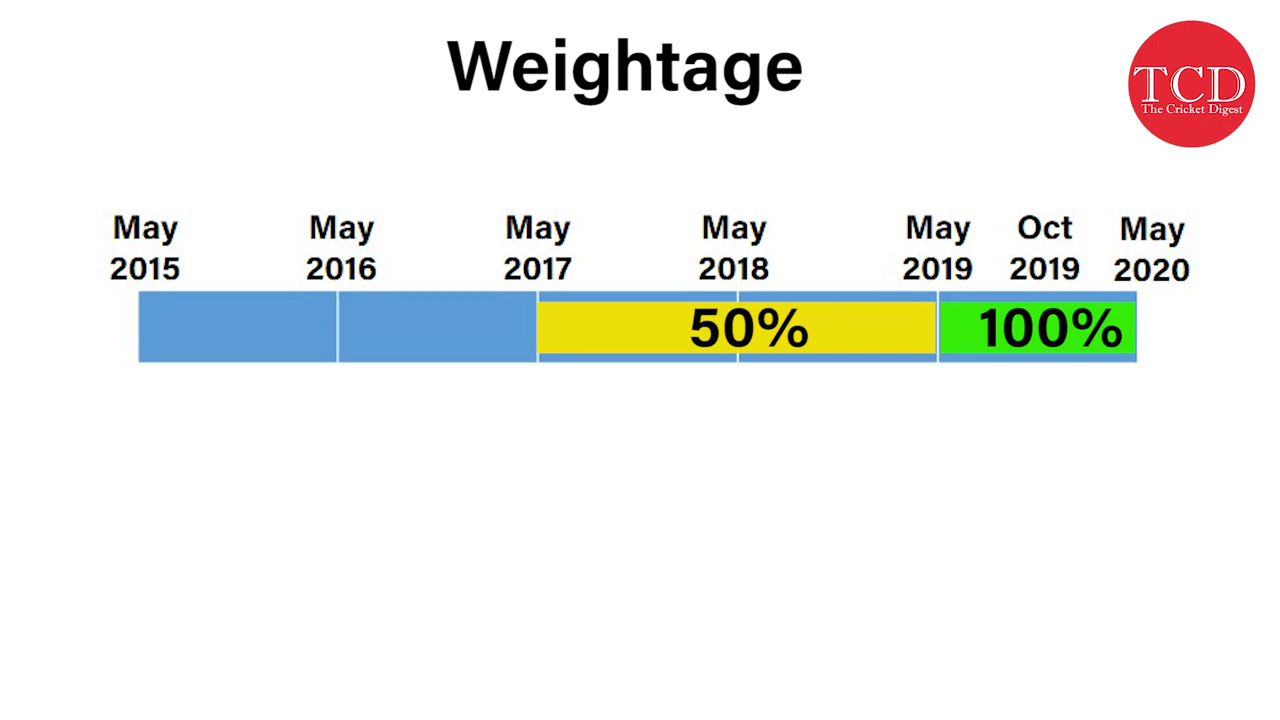 Weightage
TCD
The Cricket Digest
May May May May May Oct May
2015 2016 2017 2018 2019 2019 2020
50% 100%